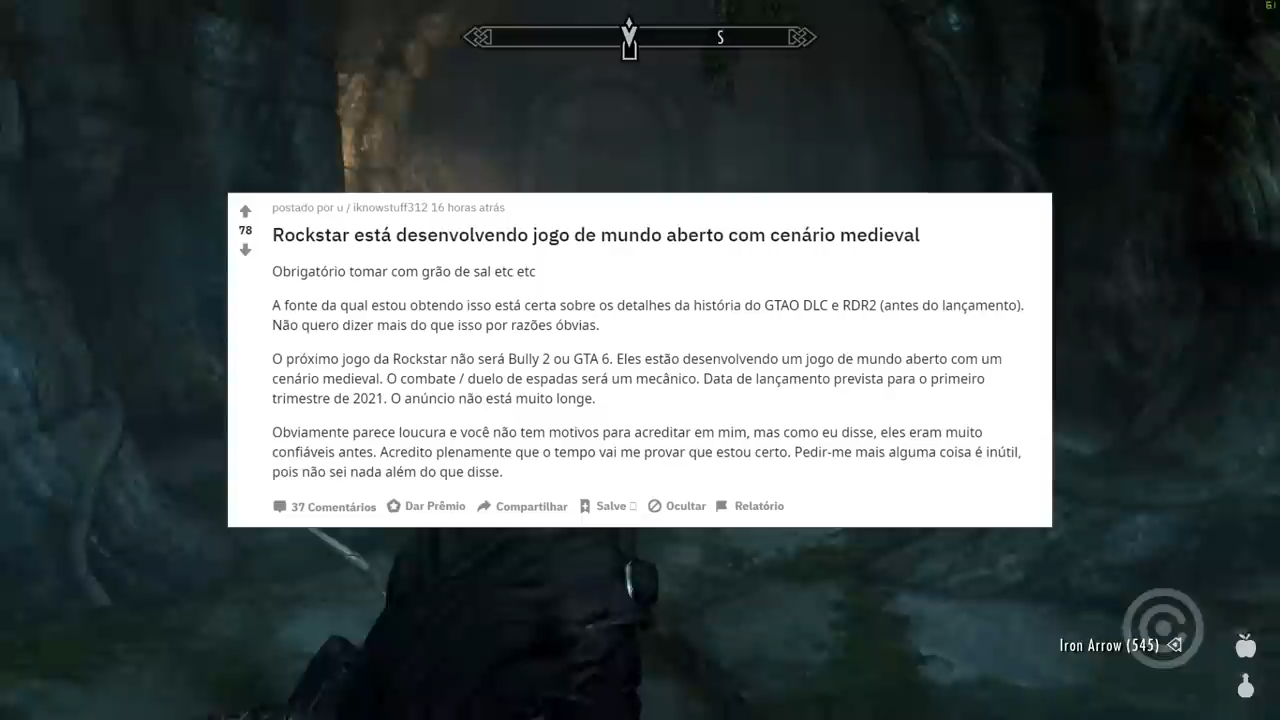 61
S
postado por u / iknowstuff312 16 horas atrás
78
Rockstar está desenvolvendo jogo de mundo aberto com cenário medieval
Obrigatório tomar com grão de sal etc etc
A fonte da qual estou obtendo isso está certa sobre os detalhes da história do GTAO DLC e RDR2 (antes do lançamento).
Não quero dizer mais do que isso por razões óbvias.
O próximo jogo da Rockstar não será Bully 2 ou GTA 6. Eles estão desenvolvendo um jogo de mundo aberto com um
cenário medieval. O combate / duelo de espadas será um mecânico. Data de lançamento prevista para o primeiro
trimestre de 2021. O anúncio não está muito longe.
Obviamente parece loucura e você não tem motivos para acreditar em mim, mas como eu disse, eles eram muito
confiáveis antes. Acredito plenamente que o tempo vai me provar que estou certo. Pedir-me mais alguma coisa é inútil,
pois não sei nada além do que disse.
37 Comentários Dar Prêmio Compartilhar Salve Ocultar Relatório
Iron Arrow (545)